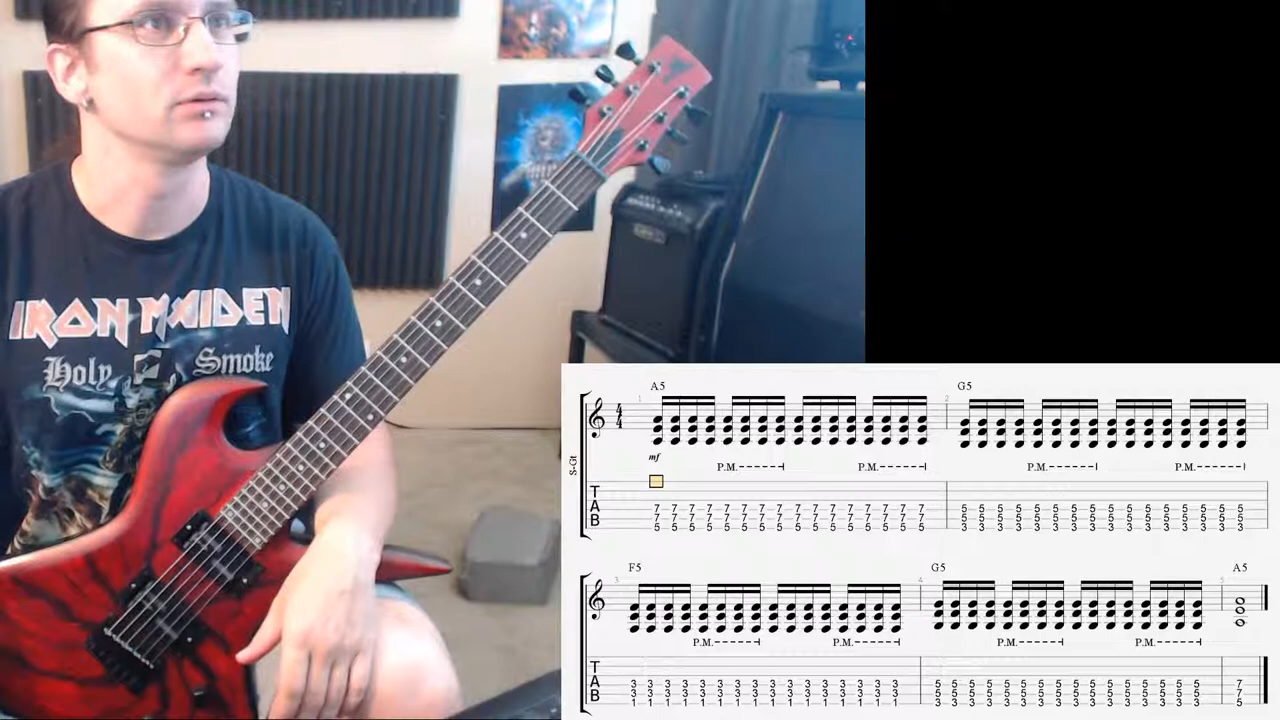 IRON MAIDEN
Holy Smoke
A5 G5
1 2
4
4
mf
P.M. P.M. P.M. P.M.
S-Gt
T
A 7 7 7 7 7 7 7 7 7 7 7 7 7 7 7 7 5 5 5 5 5 5 5 5 5 5 5 5 5 5 5 5 5
7 7 7 7 7 7 7 7 7 7 7 7 7 7 7 7 5 5 5 5 5 5 5 5 5 5 5 5 5 5 5 5
B 5 5 5 5 5 5 5 5 5 5 5 5 5 5 5 5 3 3 3 3 3 3 3 3 3 3 3 3 3 3 3 3
F5 G5 A5
3 4 5
P.M. P.M. P.M. P.M.
T
A 3 3 3 3 3 3 3 3 3 3 3 3 3 3 3 3 5 5 5 5 5 5 5 5 5 5 5 5 5 5 5 5 7
B 3 3 3 3 3 3 3 3 3 3 3 3 3 3 3 3 5 5 5 5 5 5 5 5 5 5 5 5 5 5 5 5 7
1 1 1 1 1 1 1 1 1 1 1 1 1 1 1 1 3 3 3 3 3 3 3 3 3 3 3 3 3 3 3 3 5